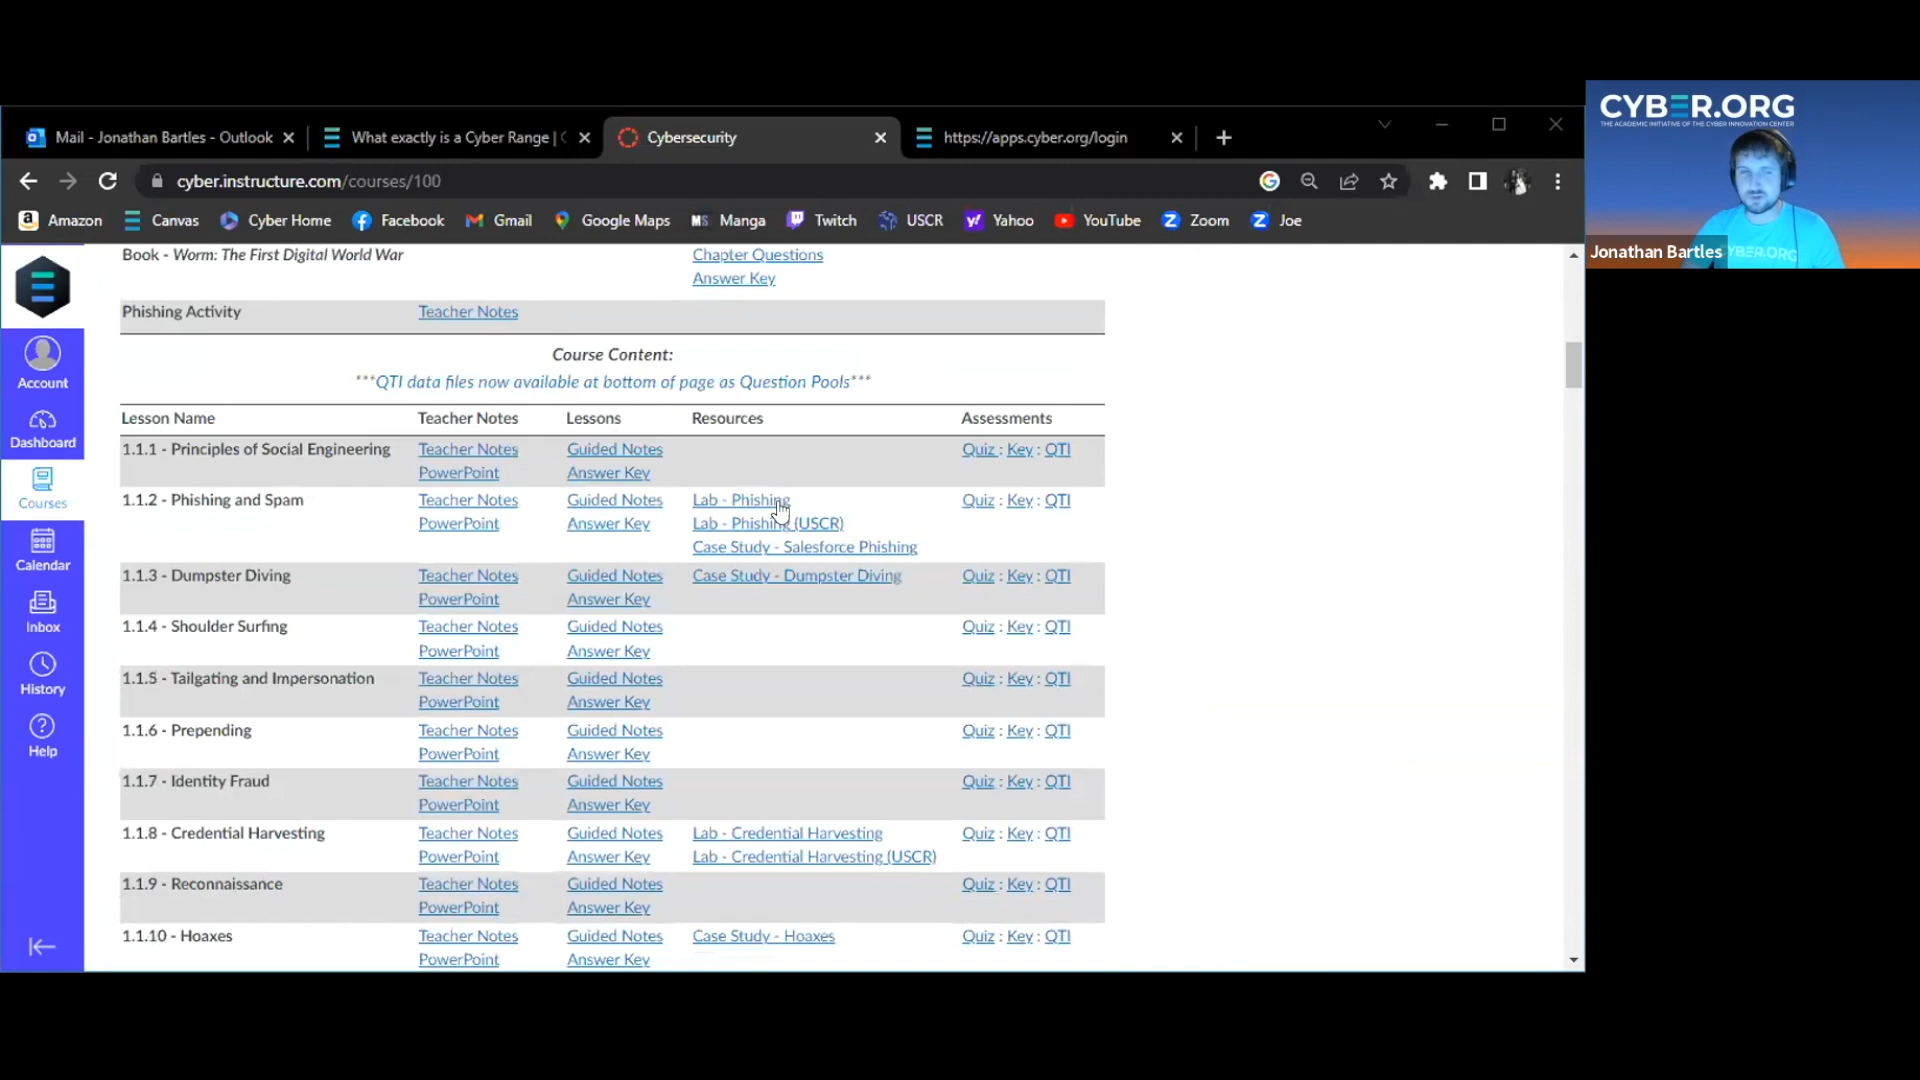 Mail - Jonathan Bartles - Outlook
What exactly is a Cyber Range |
Cybersecurity
https://apps.cyber.org/login
cyber.instructure.com/courses/100
Amazon
Canvas
Cyber Home
Facebook
Gmail
Google Maps
MS Manga
Twitch
USCR
Yahoo
YouTube
Zoom
Joe
CYBER.ORG
THE ACADEMIC INITIATIVE OF THE CYBER INNOVATION CENTER
Jonathan Bartles
CYBER.ORG
Account
Dashboard
Courses
Calendar
Inbox
History
Help
Book - Worm: The First Digital World War
Chapter Questions
Answer Key
Phishing Activity Teacher Notes
Course Content:
***QTI data files now available at bottom of page as Question Pools***
Lesson Name Teacher Notes Lessons Resources Assessments
1.1.1 - Principles of Social Engineering Teacher Notes Guided Notes Quiz : Key : QTI
PowerPoint Answer Key
1.1.2 - Phishing and Spam Teacher Notes Guided Notes Lab - Phishing Quiz : Key : QTI
PowerPoint Answer Key Lab - Phishing (USCR)
Case Study - Salesforce Phishing
1.1.3 - Dumpster Diving Teacher Notes Guided Notes Case Study - Dumpster Diving Quiz : Key : QTI
PowerPoint Answer Key
1.1.4 - Shoulder Surfing Teacher Notes Guided Notes Quiz : Key : QTI
PowerPoint Answer Key
1.1.5 - Tailgating and Impersonation Teacher Notes Guided Notes Quiz : Key : QTI
PowerPoint Answer Key
1.1.6 - Prepending Teacher Notes Guided Notes Quiz : Key : QTI
PowerPoint Answer Key
1.1.7 - Identity Fraud Teacher Notes Guided Notes Quiz : Key : QTI
PowerPoint Answer Key
1.1.8 - Credential Harvesting Teacher Notes Guided Notes Lab - Credential Harvesting Quiz : Key : QTI
PowerPoint Answer Key Lab - Credential Harvesting (USCR)
1.1.9 - Reconnaissance Teacher Notes Guided Notes Quiz : Key : QTI
PowerPoint Answer Key
1.1.10 - Hoaxes Teacher Notes Guided Notes Case Study - Hoaxes Quiz : Key : QTI
PowerPoint Answer Key